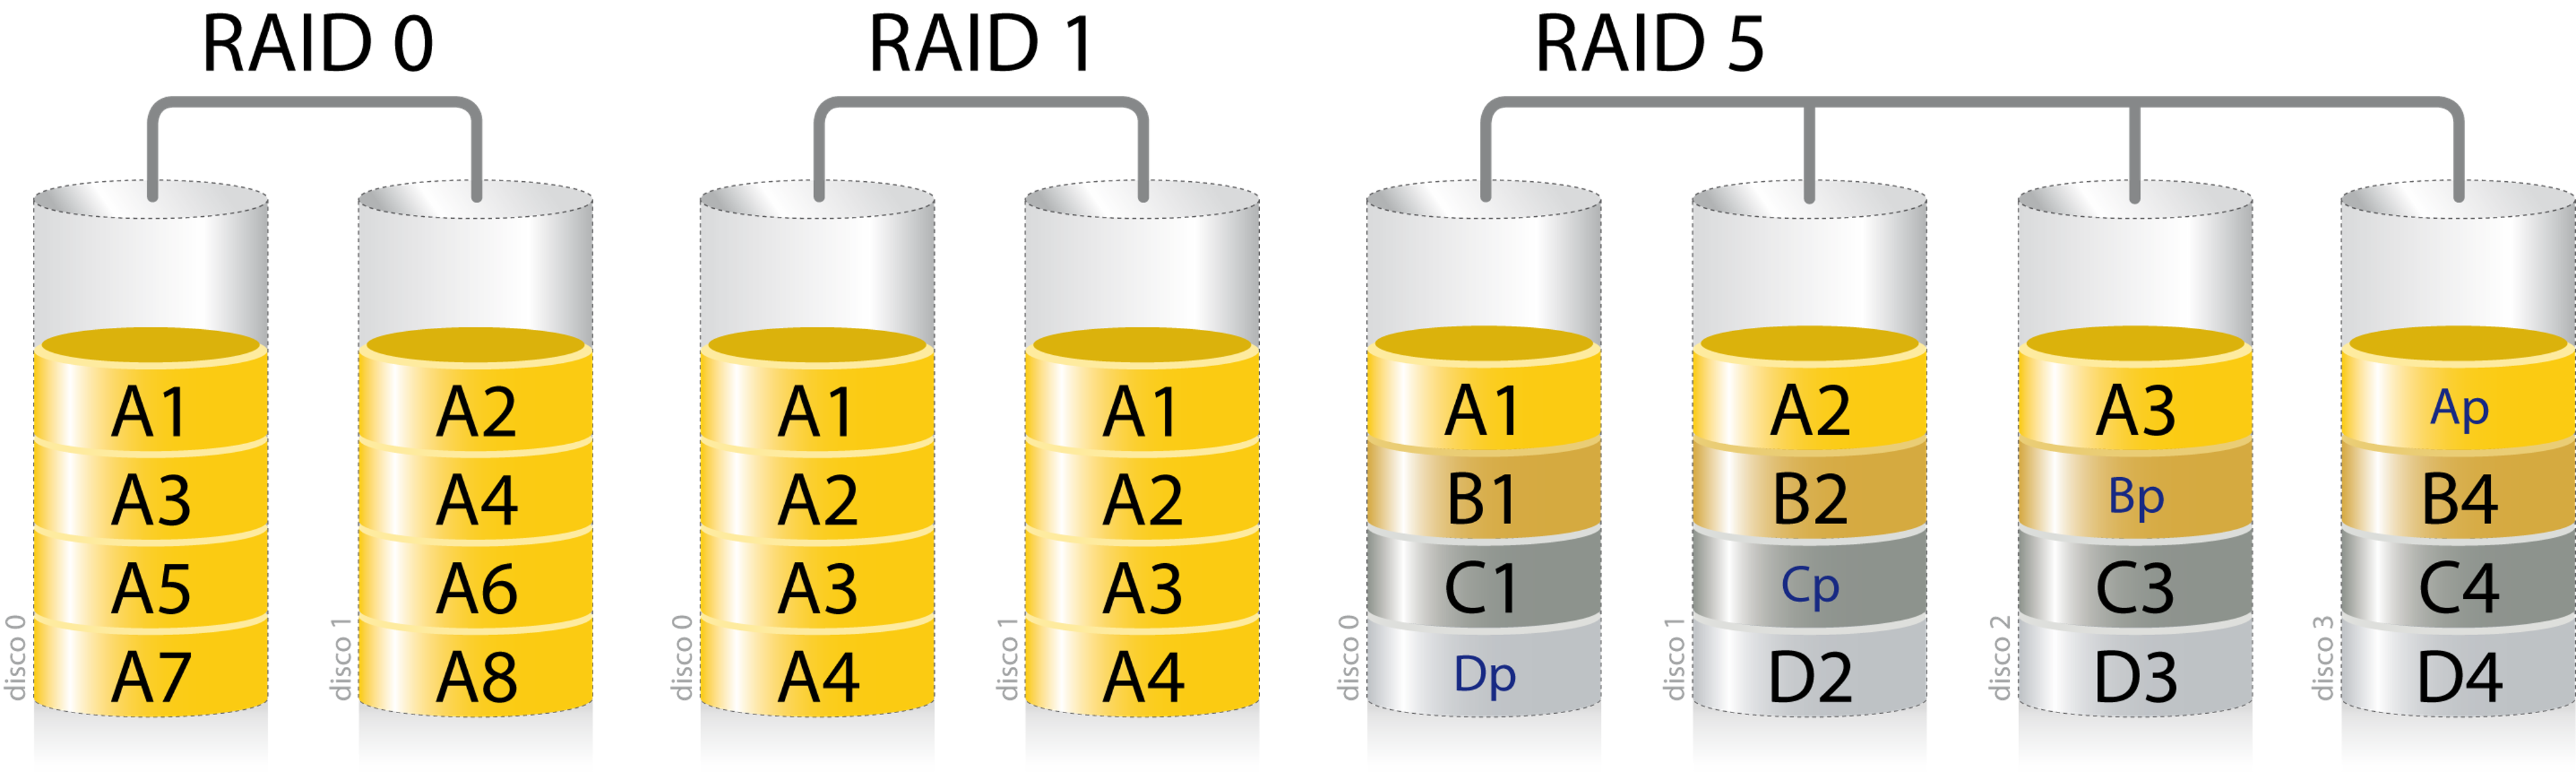 RAID 0
A1
A3
A5
A7
disco 0
A2
A4
A6
A8
disco 1
RAID 1
A1
A2
A3
A4
disco 0
A1
A2
A3
A4
disco 1
RAID 5
A1
B1
C1
Dp
disco 0
A2
B2
Cp
D2
disco 1
A3
Bp
C3
D3
disco 2
Ap
B4
C4
D4
disco 3